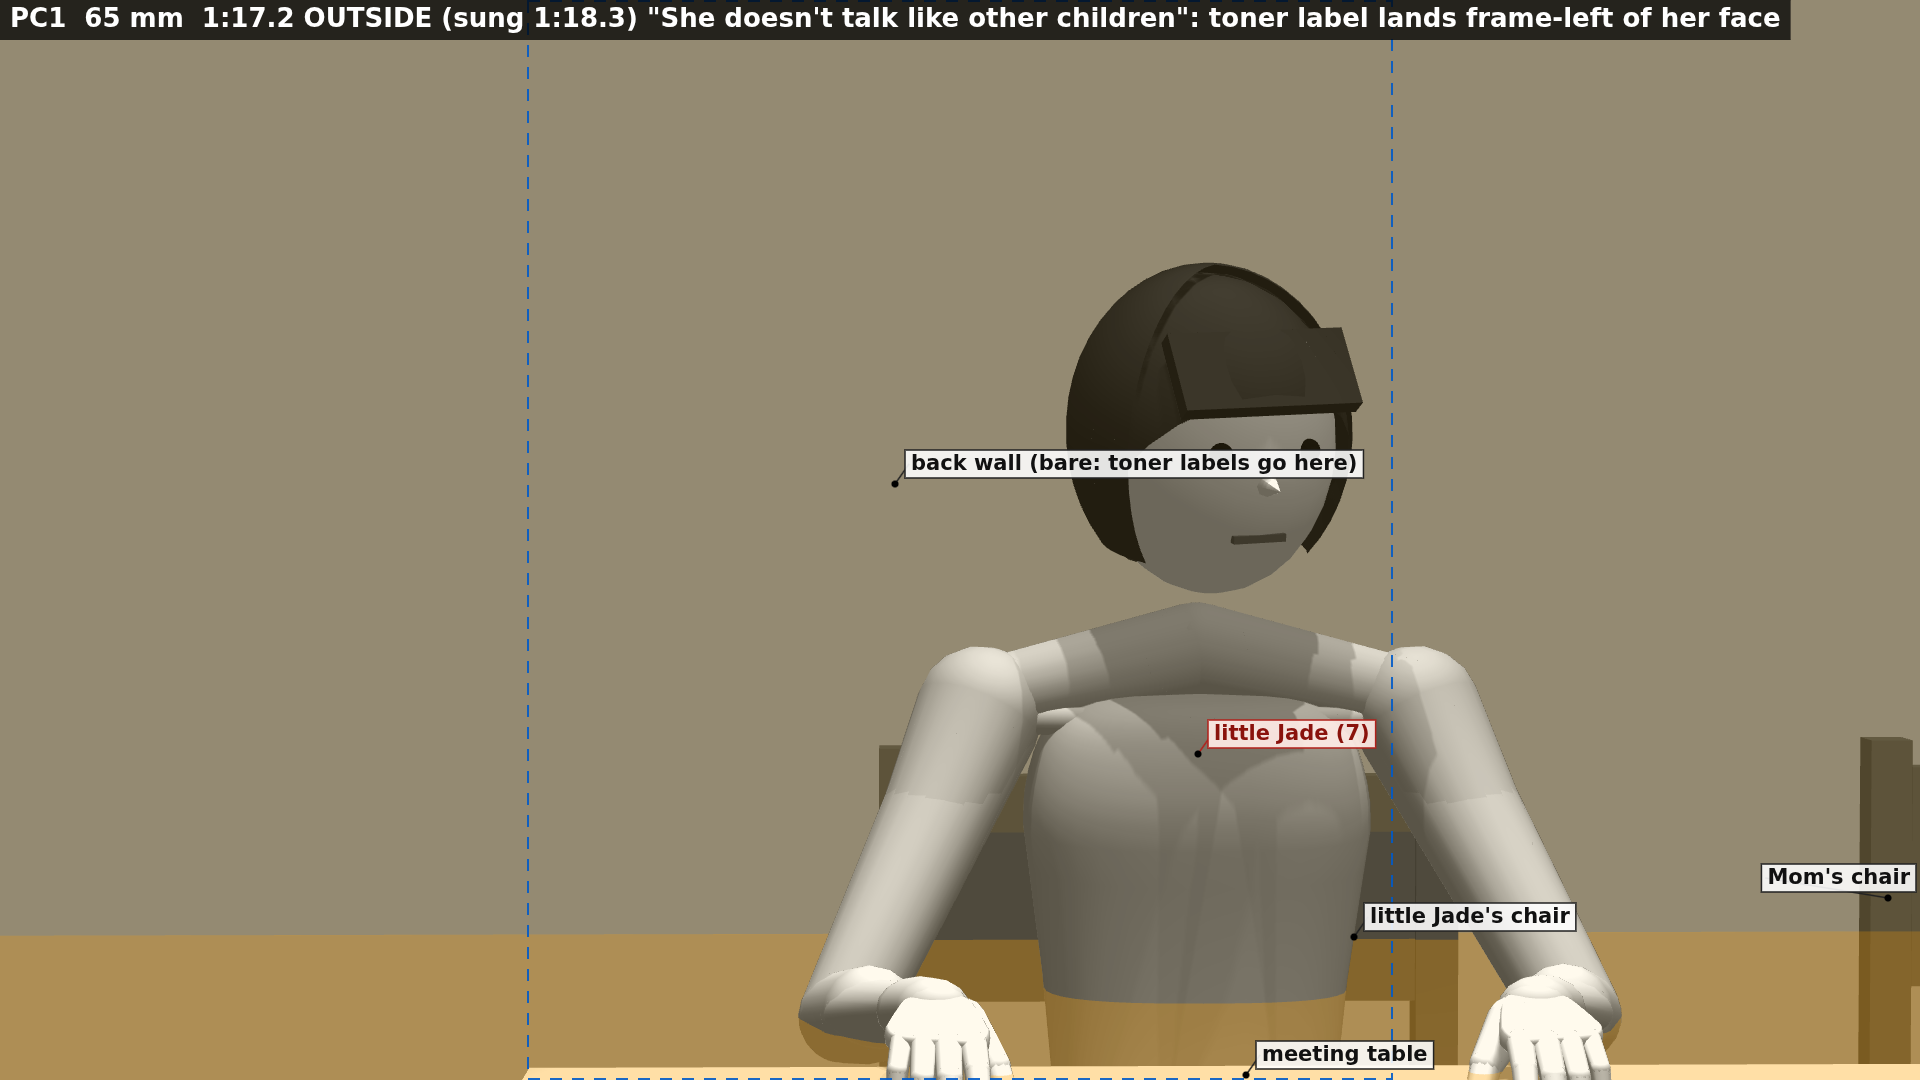 PC1 65 mm 1:17.2 OUTSIDE (sung 1:18.3) "She doesn't talk like other children": toner label lands frame-left of her face
back wall (bare: toner labels go here)
little Jade (7)
Mom's chair
little Jade's chair
meeting table